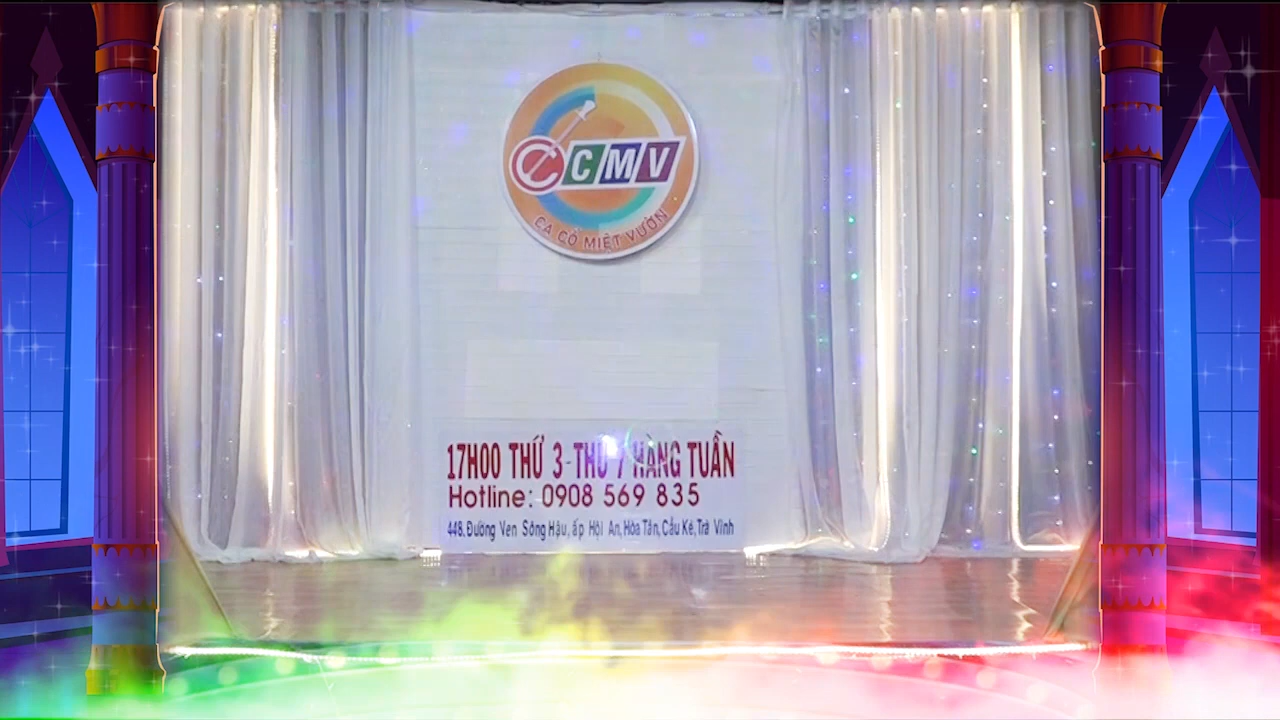 CMV
CA CỔ MIỆT VƯỜN
17H00 THỨ 3-THỨ 7 HÀNG TUẦN
Hotline: 0908 569 835
448.Đường Ven Sông Hậu, ấp Hội An, Hòa Tân, Cầu Kè, Trà Vinh